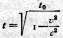 t = √(t₀ / (1 - v²/c²))